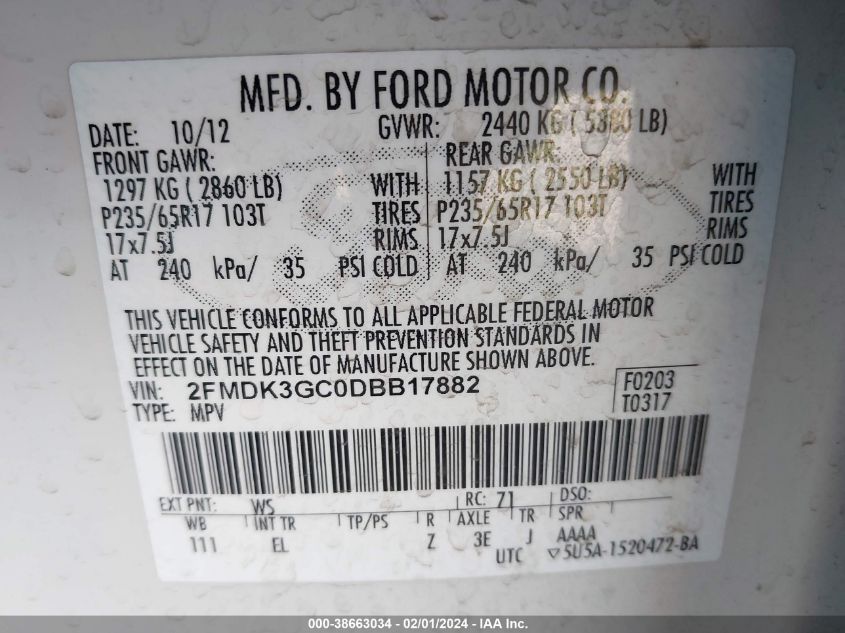 MFD. BY FORD MOTOR CO.
DATE: 10/12 GVWR: 2440 KG ( 5380 LB)
FRONT GAWR: REAR GAWR:
1297 KG ( 2860 LB) WITH 1157 KG ( 2550 LB) WITH
P235/65R17 103T TIRES P235/65R17 103T TIRES
17x7.5J RIMS 17x7.5J RIMS
AT 240 kPa/ 35 PSI COLD AT 240 kPa/ 35 PSI COLD
THIS VEHICLE CONFORMS TO ALL APPLICABLE FEDERAL MOTOR
VEHICLE SAFETY AND THEFT PREVENTION STANDARDS IN
EFFECT ON THE DATE OF MANUFACTURE SHOWN ABOVE.
VIN: 2FMDK3GC0DBB17882 F0203
TYPE: MPV T0317
EXT PNT: WS RC: 71 DSO:
WB INT TR TP/PS R AXLE TR SPR
111 EL Z 3E J AAAA
UTC ▽5U5A-1520472-BA
000-38663034 - 02/01/2024 - IAA Inc.